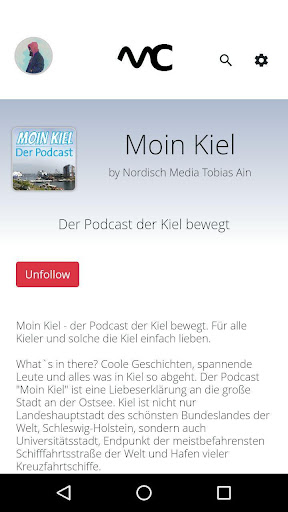 MC
MOIN KIEL
Der Podcast
Moin Kiel
by Nordisch Media Tobias Ain
Der Podcast der Kiel bewegt
Unfollow
Moin Kiel - der Podcast der Kiel bewegt. Für alle
Kieler und solche die Kiel einfach lieben.
What`s in there? Coole Geschichten, spannende
Leute und alles was in Kiel so abgeht. Der Podcast
"Moin Kiel" ist eine Liebeserklärung an die große
Stadt an der Ostsee. Kiel ist nicht nur
Landeshauptstadt des schönsten Bundeslandes der
Welt, Schleswig-Holstein, sondern auch
Universitätsstadt, Endpunkt der meistbefahrensten
Schifffahrtsstraße der Welt und Hafen vieler
Kreuzfahrtschiffe.